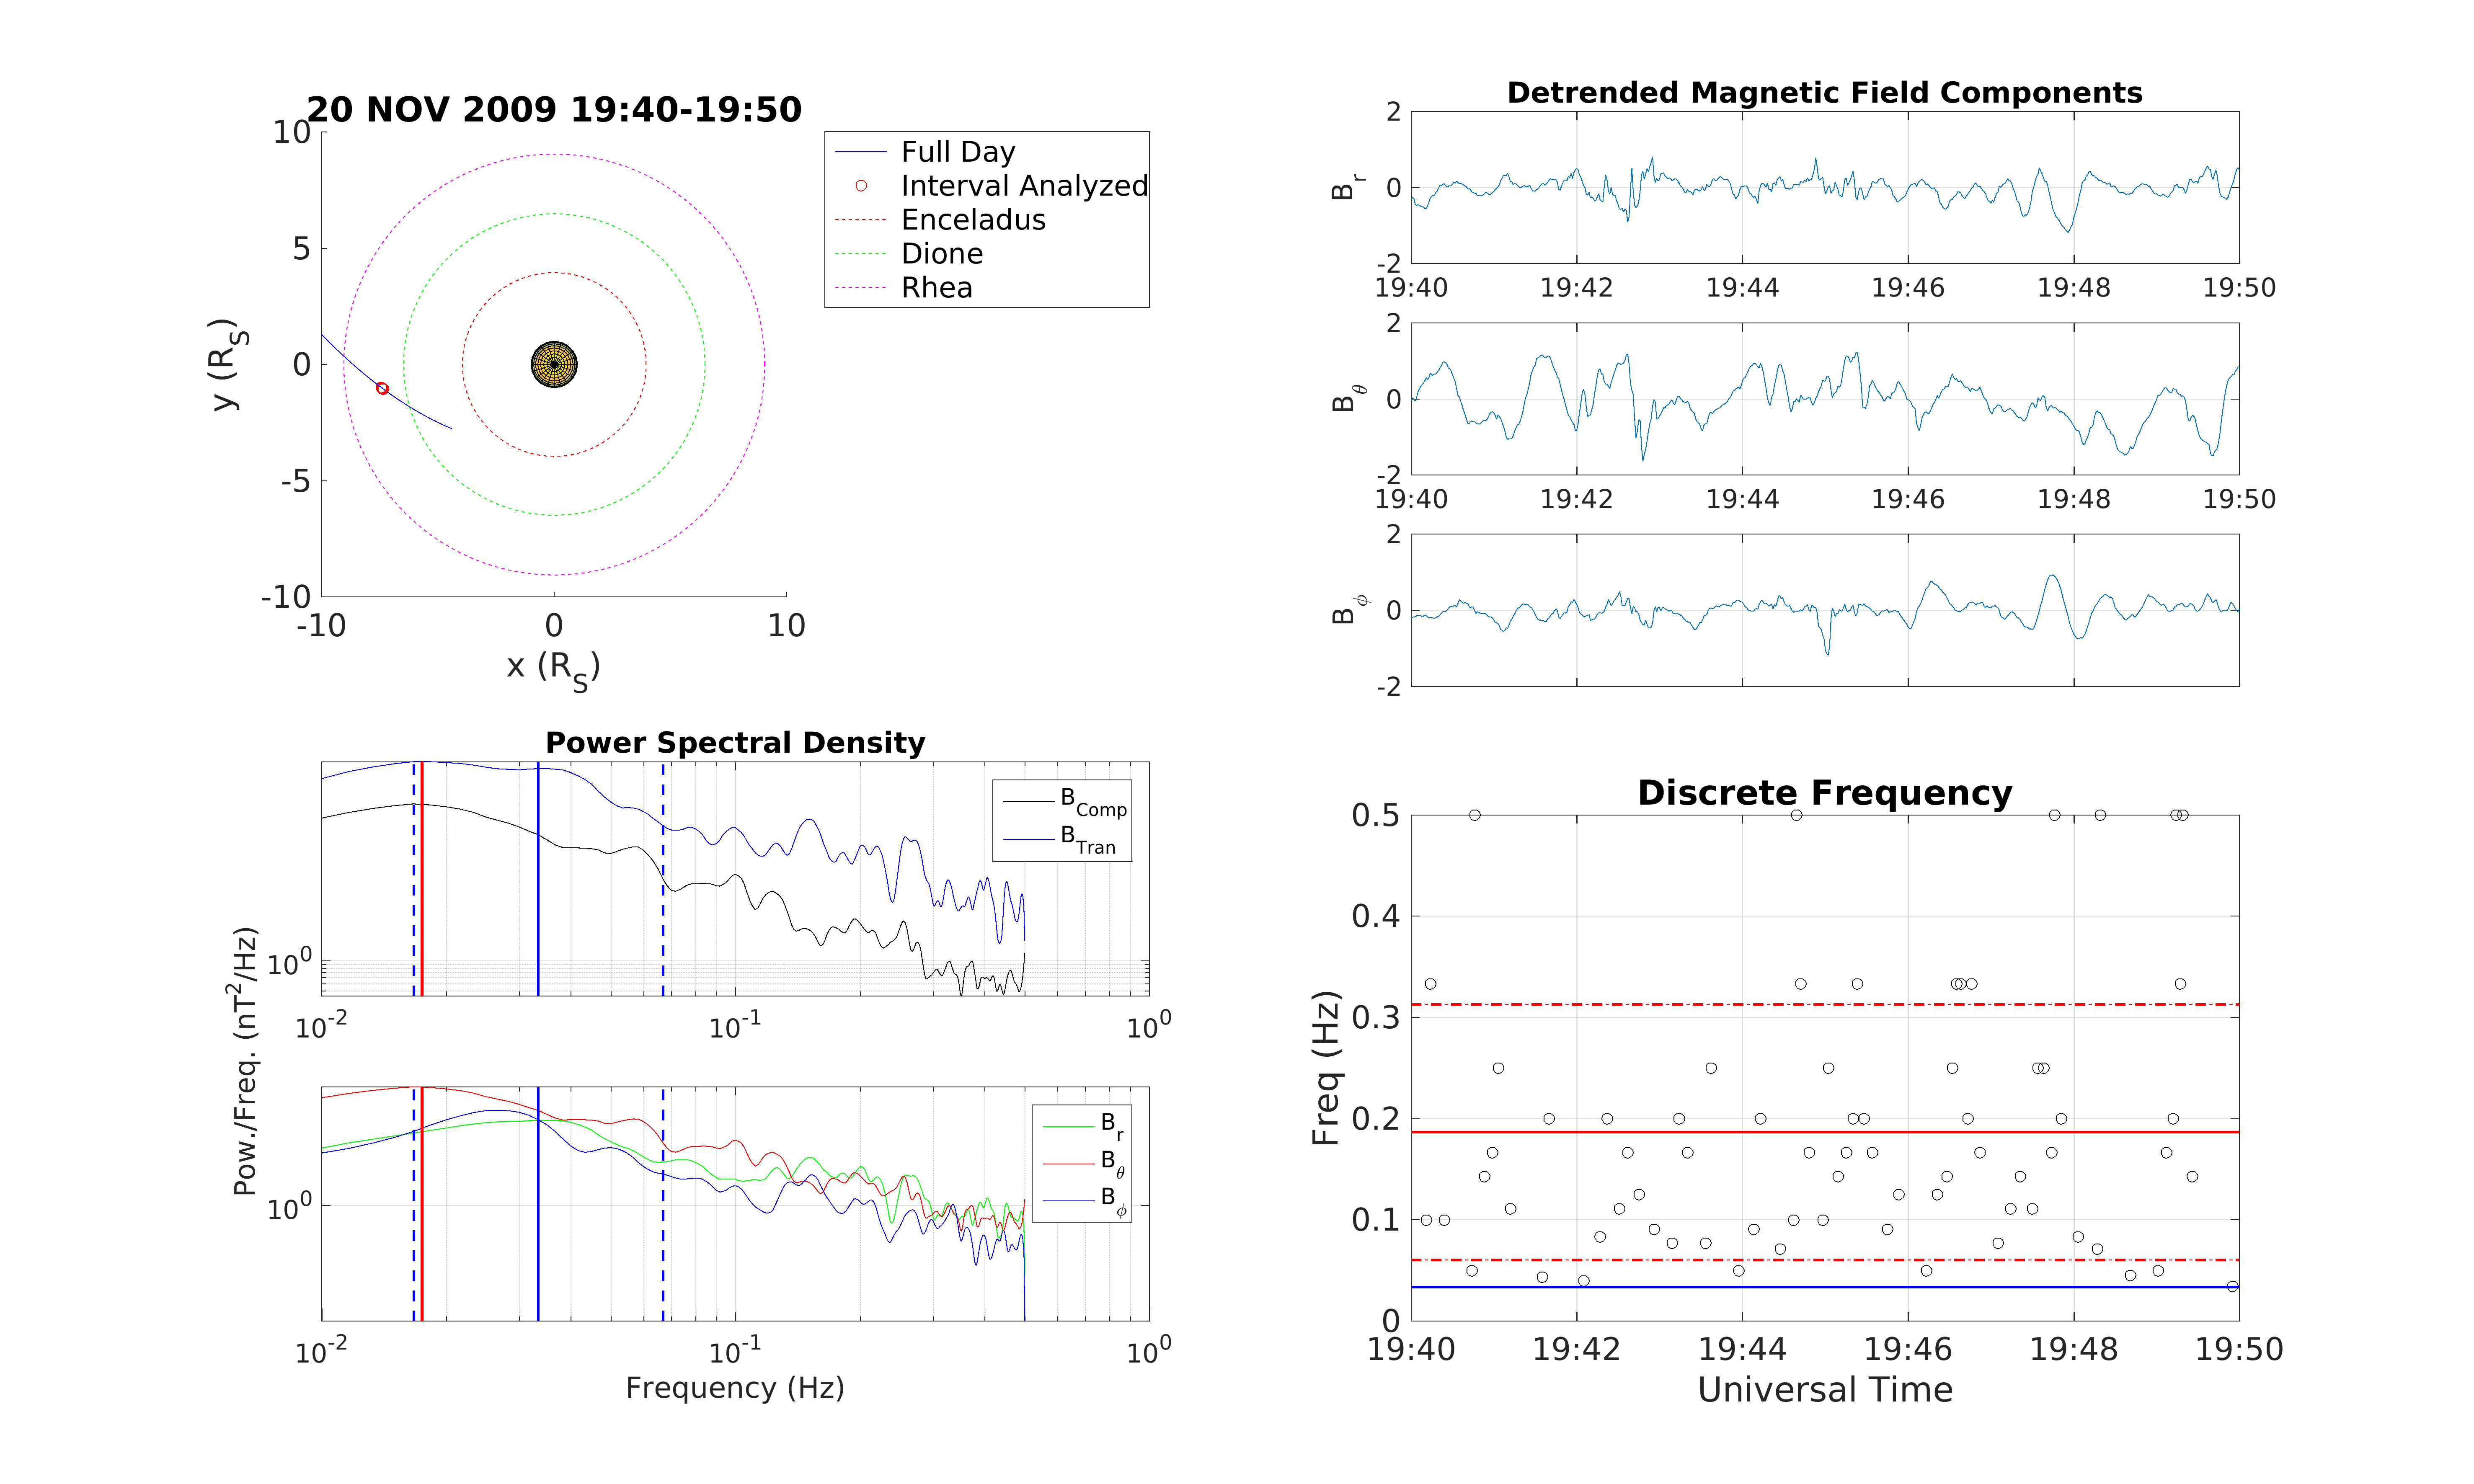 20 NOV 2009 19:40-19:50
10
5
0
-5
-10
-10
0
10
y (R_S)
x (R_S)
Full Day
Interval Analyzed
Enceladus
Dione
Rhea
Detrended Magnetic Field Components
2
0
-2
B_r
19:40 19:42 19:44 19:46 19:48 19:50
2
0
-2
B_θ
19:40 19:42 19:44 19:46 19:48 19:50
2
0
-2
B_ϕ
Power Spectral Density
B_Comp
B_Tran
10^0
10^-2 10^-1 10^0
Pow./Freq. (nT^2/Hz)
B_r
B_θ
B_ϕ
10^0
10^-2 10^-1 10^0
Frequency (Hz)
Discrete Frequency
0.5
0.4
0.3
0.2
0.1
0
Freq (Hz)
19:40 19:42 19:44 19:46 19:48 19:50
Universal Time